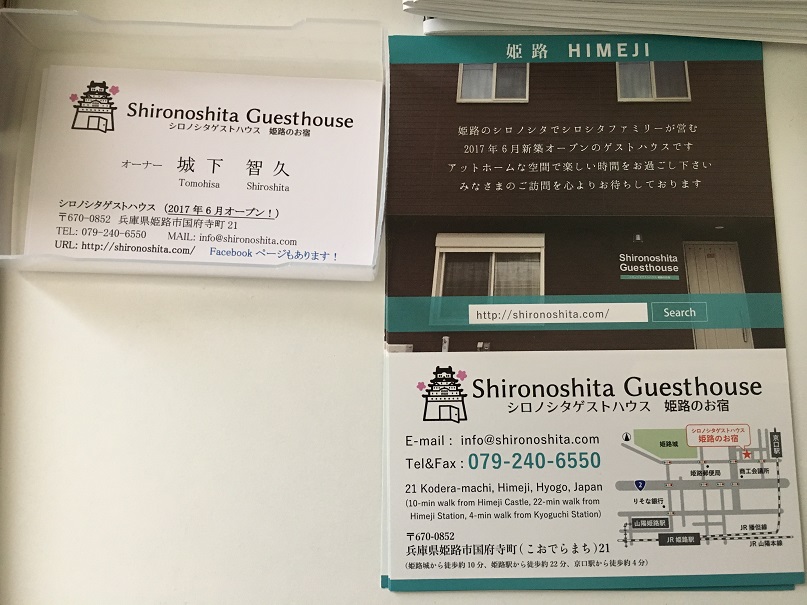 Shironoshita Guesthouse
シロノシタゲストハウス 姫路のお宿
オーナー 城下 智久
Tomohisa Shiroshita
シロノシタゲストハウス (2017年6月オープン!)
〒670-0852 兵庫県姫路市国府寺町21
TEL: 079-240-6550 MAIL: info@shironoshita.com
URL: http://shironoshita.com/ Facebook ページもあります!
姫路 HIMEJI
姫路のシロノシタでシロシタファミリーが営む
2017年6月新築オープンのゲストハウスです
アットホームな空間で楽しい時間をお過ごし下さい
みなさまのご訪問を心よりお待ちしております
Shironoshita
Guesthouse
http://shironoshita.com/ Search
Shironoshita Guesthouse
シロノシタゲストハウス 姫路のお宿
E-mail : info@shironoshita.com
Tel&Fax : 079-240-6550
21 Kodera-machi, Himeji, Hyogo, Japan
(10-min walk from Himeji Castle, 22-min walk from
Himeji Station, 4-min walk from Kyoguchi Station)
〒670-0852
兵庫県姫路市国府寺町(こおでらまち)21
(姫路城から徒歩約10分、姫路駅から徒歩約22分、京口駅から徒歩約4分)
シロノシタゲストハウス
姫路のお宿
姫路城
京口駅
姫路郵便局
商工会議所
2
りそな銀行
山陽姫路駅
JR 姫路駅
JR 播但線
JR 山陽本線